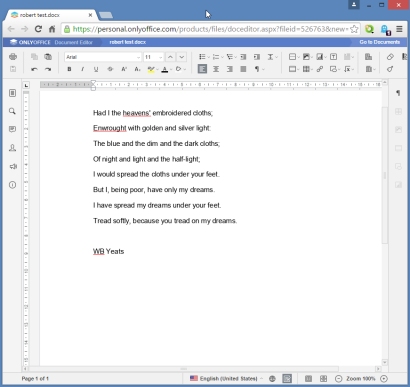 robert test.docx
https://personal.onlyoffice.com/products/files/doceditor.aspx?fileid=526763&new=
ONLYOFFICE Document Editor robert test.docx Go to Documents
Arial 11
Had I the heavens' embroidered cloths;
Enwrought with golden and silver light:
The blue and the dim and the dark cloths;
Of night and light and the half-light;
I would spread the cloths under your feet.
But I, being poor, have only my dreams.
I have spread my dreams under your feet.
Tread softly, because you tread on my dreams.
WB Yeats
Page 1 of 1 English (United States) Zoom 100%